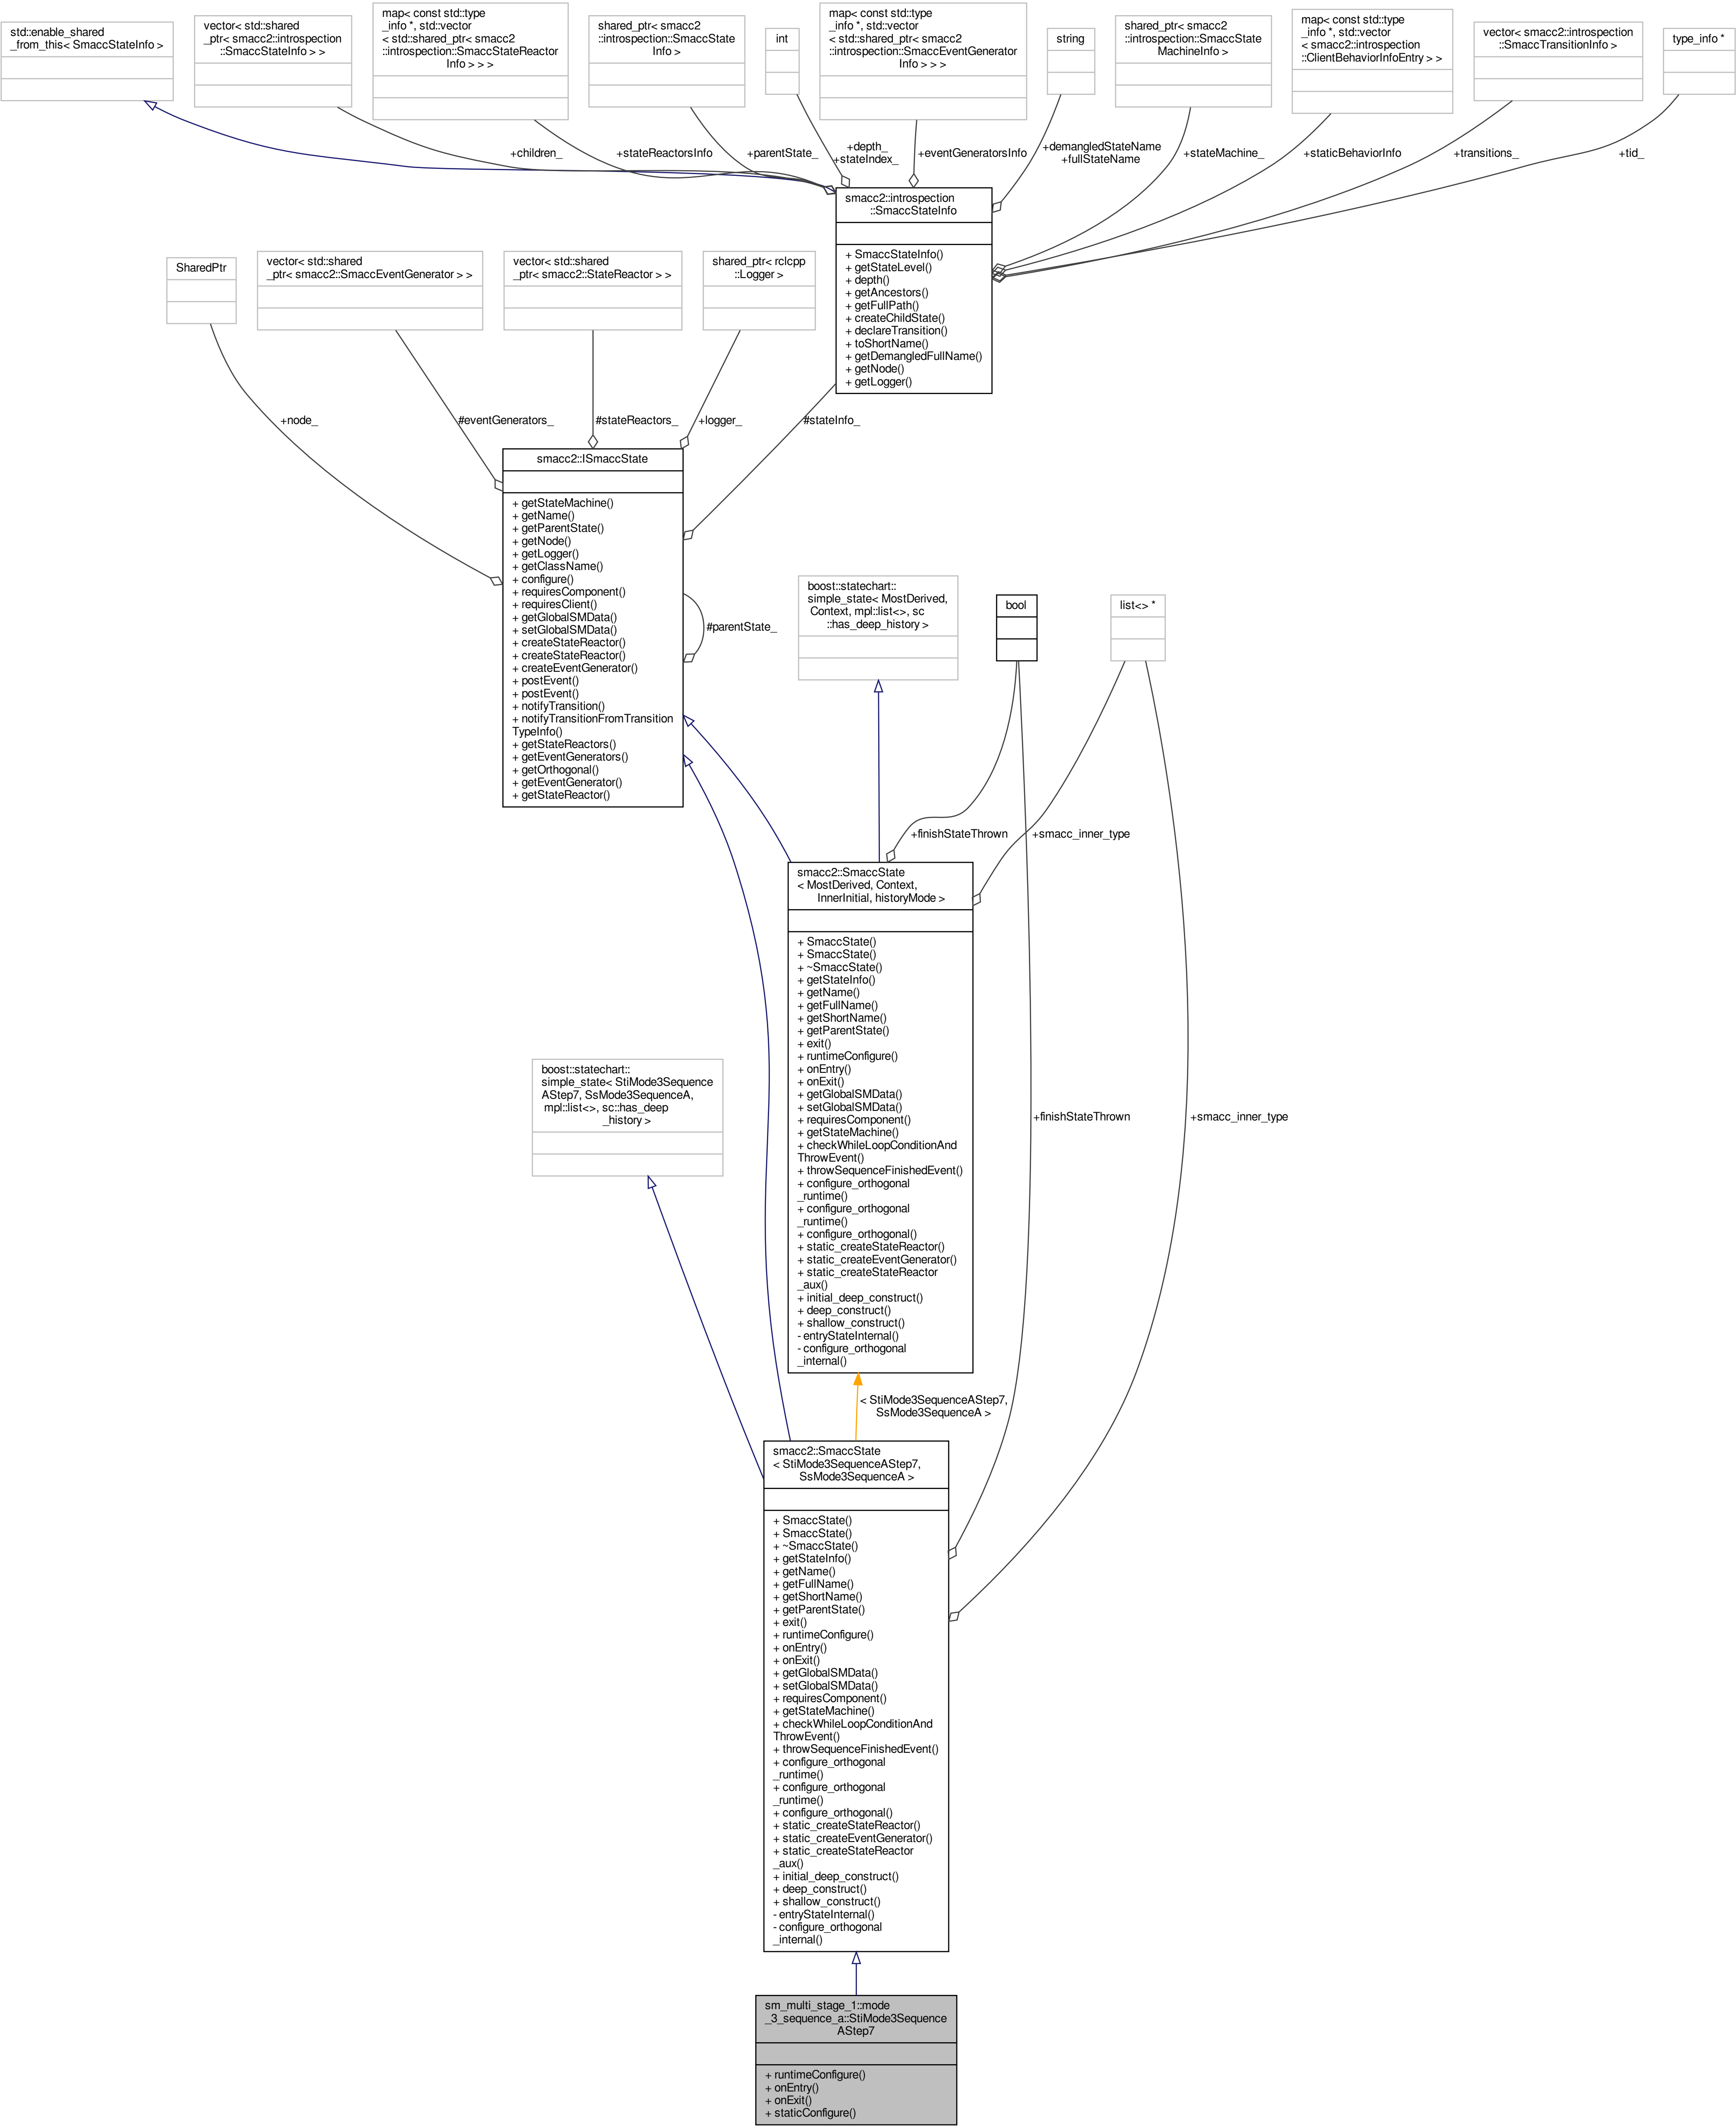 std::enable_shared
_from_this< SmaccStateInfo >
vector< std::shared
_ptr< smacc2::introspection
::SmaccStateInfo > >
map< const std::type
_info *, std::vector
< std::shared_ptr< smacc2
::introspection::SmaccStateReactor
Info > > >
shared_ptr< smacc2
::introspection::SmaccState
Info >
int
map< const std::type
_info *, std::vector
< std::shared_ptr< smacc2
::introspection::SmaccEventGenerator
Info > > >
string
shared_ptr< smacc2
::introspection::SmaccState
MachineInfo >
map< const std::type
_info *, std::vector
< smacc2::introspection
::ClientBehaviorInfoEntry > >
vector< smacc2::introspection
::SmaccTransitionInfo >
type_info *
+children_
+stateReactorsInfo
+parentState_
+depth_
+stateIndex_
+eventGeneratorsInfo
+demangledStateName
+fullStateName
+stateMachine_
+staticBehaviorInfo
+transitions_
+tid_
smacc2::introspection
::SmaccStateInfo
+ SmaccStateInfo()
+ getStateLevel()
+ depth()
+ getAncestors()
+ getFullPath()
+ createChildState()
+ declareTransition()
+ toShortName()
+ getDemangledFullName()
+ getNode()
+ getLogger()
SharedPtr
vector< std::shared
_ptr< smacc2::SmaccEventGenerator > >
vector< std::shared
_ptr< smacc2::StateReactor > >
shared_ptr< rclcpp
::Logger >
+node_
#eventGenerators_
#stateReactors_
+logger_
#stateInfo_
smacc2::ISmaccState
+ getStateMachine()
+ getName()
+ getParentState()
+ getNode()
+ getLogger()
+ getClassName()
+ configure()
+ requiresComponent()
+ requiresClient()
+ getGlobalSMData()
+ setGlobalSMData()
+ createStateReactor()
+ createStateReactor()
+ createEventGenerator()
+ postEvent()
+ postEvent()
+ notifyTransition()
+ notifyTransitionFromTransition
TypeInfo()
+ getStateReactors()
+ getEventGenerators()
+ getOrthogonal()
+ getEventGenerator()
+ getStateReactor()
#parentState_
boost::statechart::
simple_state< MostDerived,
Context, mpl::list<>, sc
::has_deep_history >
bool
list<> *
+finishStateThrown
+smacc_inner_type
smacc2::SmaccState
< MostDerived, Context,
InnerInitial, historyMode >
+ SmaccState()
+ SmaccState()
+ ~SmaccState()
+ getStateInfo()
+ getName()
+ getFullName()
+ getShortName()
+ getParentState()
+ exit()
+ runtimeConfigure()
+ onEntry()
+ onExit()
+ getGlobalSMData()
+ setGlobalSMData()
+ requiresComponent()
+ getStateMachine()
+ checkWhileLoopConditionAnd
ThrowEvent()
+ throwSequenceFinishedEvent()
+ configure_orthogonal
_runtime()
+ configure_orthogonal
_runtime()
+ configure_orthogonal()
+ static_createStateReactor()
+ static_createEventGenerator()
+ static_createStateReactor
_aux()
+ initial_deep_construct()
+ deep_construct()
+ shallow_construct()
- entryStateInternal()
- configure_orthogonal
_internal()
boost::statechart::
simple_state< StiMode3Sequence
AStep7, SsMode3SequenceA,
mpl::list<>, sc::has_deep
_history >
+finishStateThrown
+smacc_inner_type
< StiMode3SequenceAStep7,
SsMode3SequenceA >
smacc2::SmaccState
< StiMode3SequenceAStep7,
SsMode3SequenceA >
+ SmaccState()
+ SmaccState()
+ ~SmaccState()
+ getStateInfo()
+ getName()
+ getFullName()
+ getShortName()
+ getParentState()
+ exit()
+ runtimeConfigure()
+ onEntry()
+ onExit()
+ getGlobalSMData()
+ setGlobalSMData()
+ requiresComponent()
+ getStateMachine()
+ checkWhileLoopConditionAnd
ThrowEvent()
+ throwSequenceFinishedEvent()
+ configure_orthogonal
_runtime()
+ configure_orthogonal
_runtime()
+ configure_orthogonal()
+ static_createStateReactor()
+ static_createEventGenerator()
+ static_createStateReactor
_aux()
+ initial_deep_construct()
+ deep_construct()
+ shallow_construct()
- entryStateInternal()
- configure_orthogonal
_internal()
sm_multi_stage_1::mode
_3_sequence_a::StiMode3Sequence
AStep7
+ runtimeConfigure()
+ onEntry()
+ onExit()
+ staticConfigure()